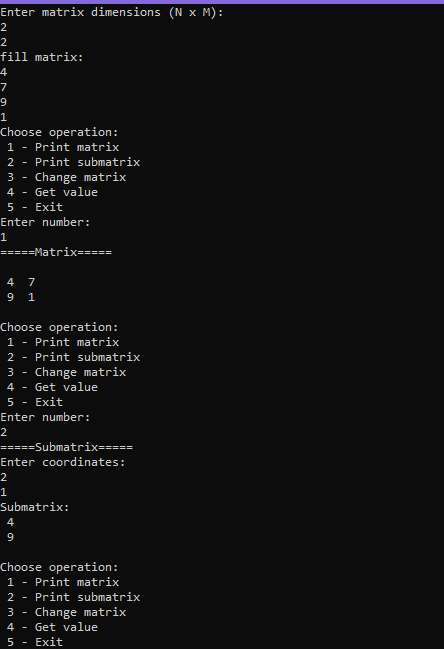 Enter matrix dimensions (N x M):
2
2
fill matrix:
4
7
9
1
Choose operation:
1 - Print matrix
2 - Print submatrix
3 - Change matrix
4 - Get value
5 - Exit
Enter number:
1
=====Matrix=====
4 7
9 1
Choose operation:
1 - Print matrix
2 - Print submatrix
3 - Change matrix
4 - Get value
5 - Exit
Enter number:
2
=====Submatrix=====
Enter coordinates:
2
1
Submatrix:
4
9
Choose operation:
1 - Print matrix
2 - Print submatrix
3 - Change matrix
4 - Get value
5 - Exit